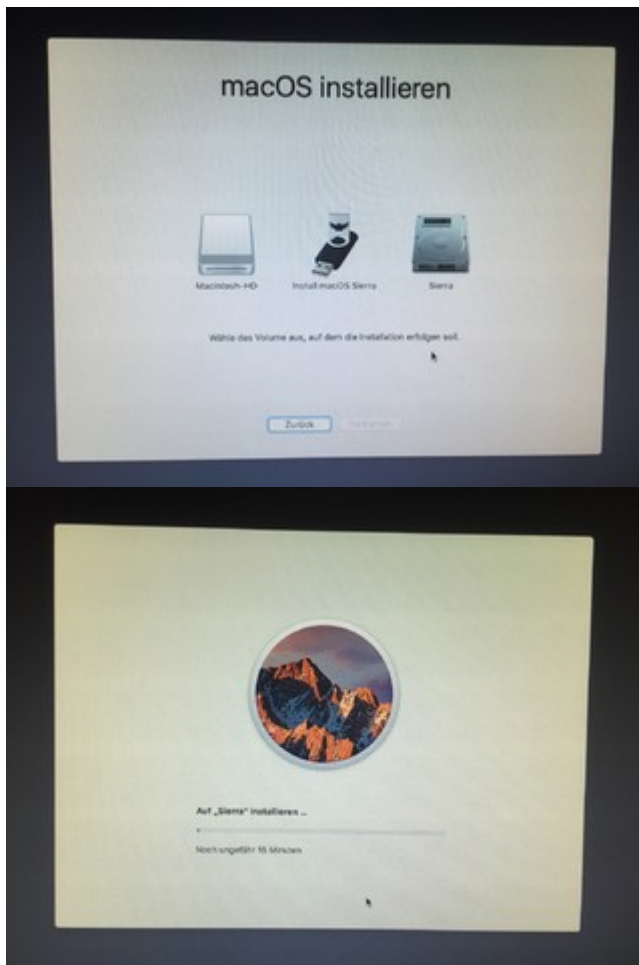 macOS installieren
Macintosh-HD
Install macOS Sierra
Sierra
Wähle das Volume aus, auf dem die Installation erfolgen soll.
Zurück
Auf „Sierra“ installieren ...
Noch ungefähr 16 Minuten